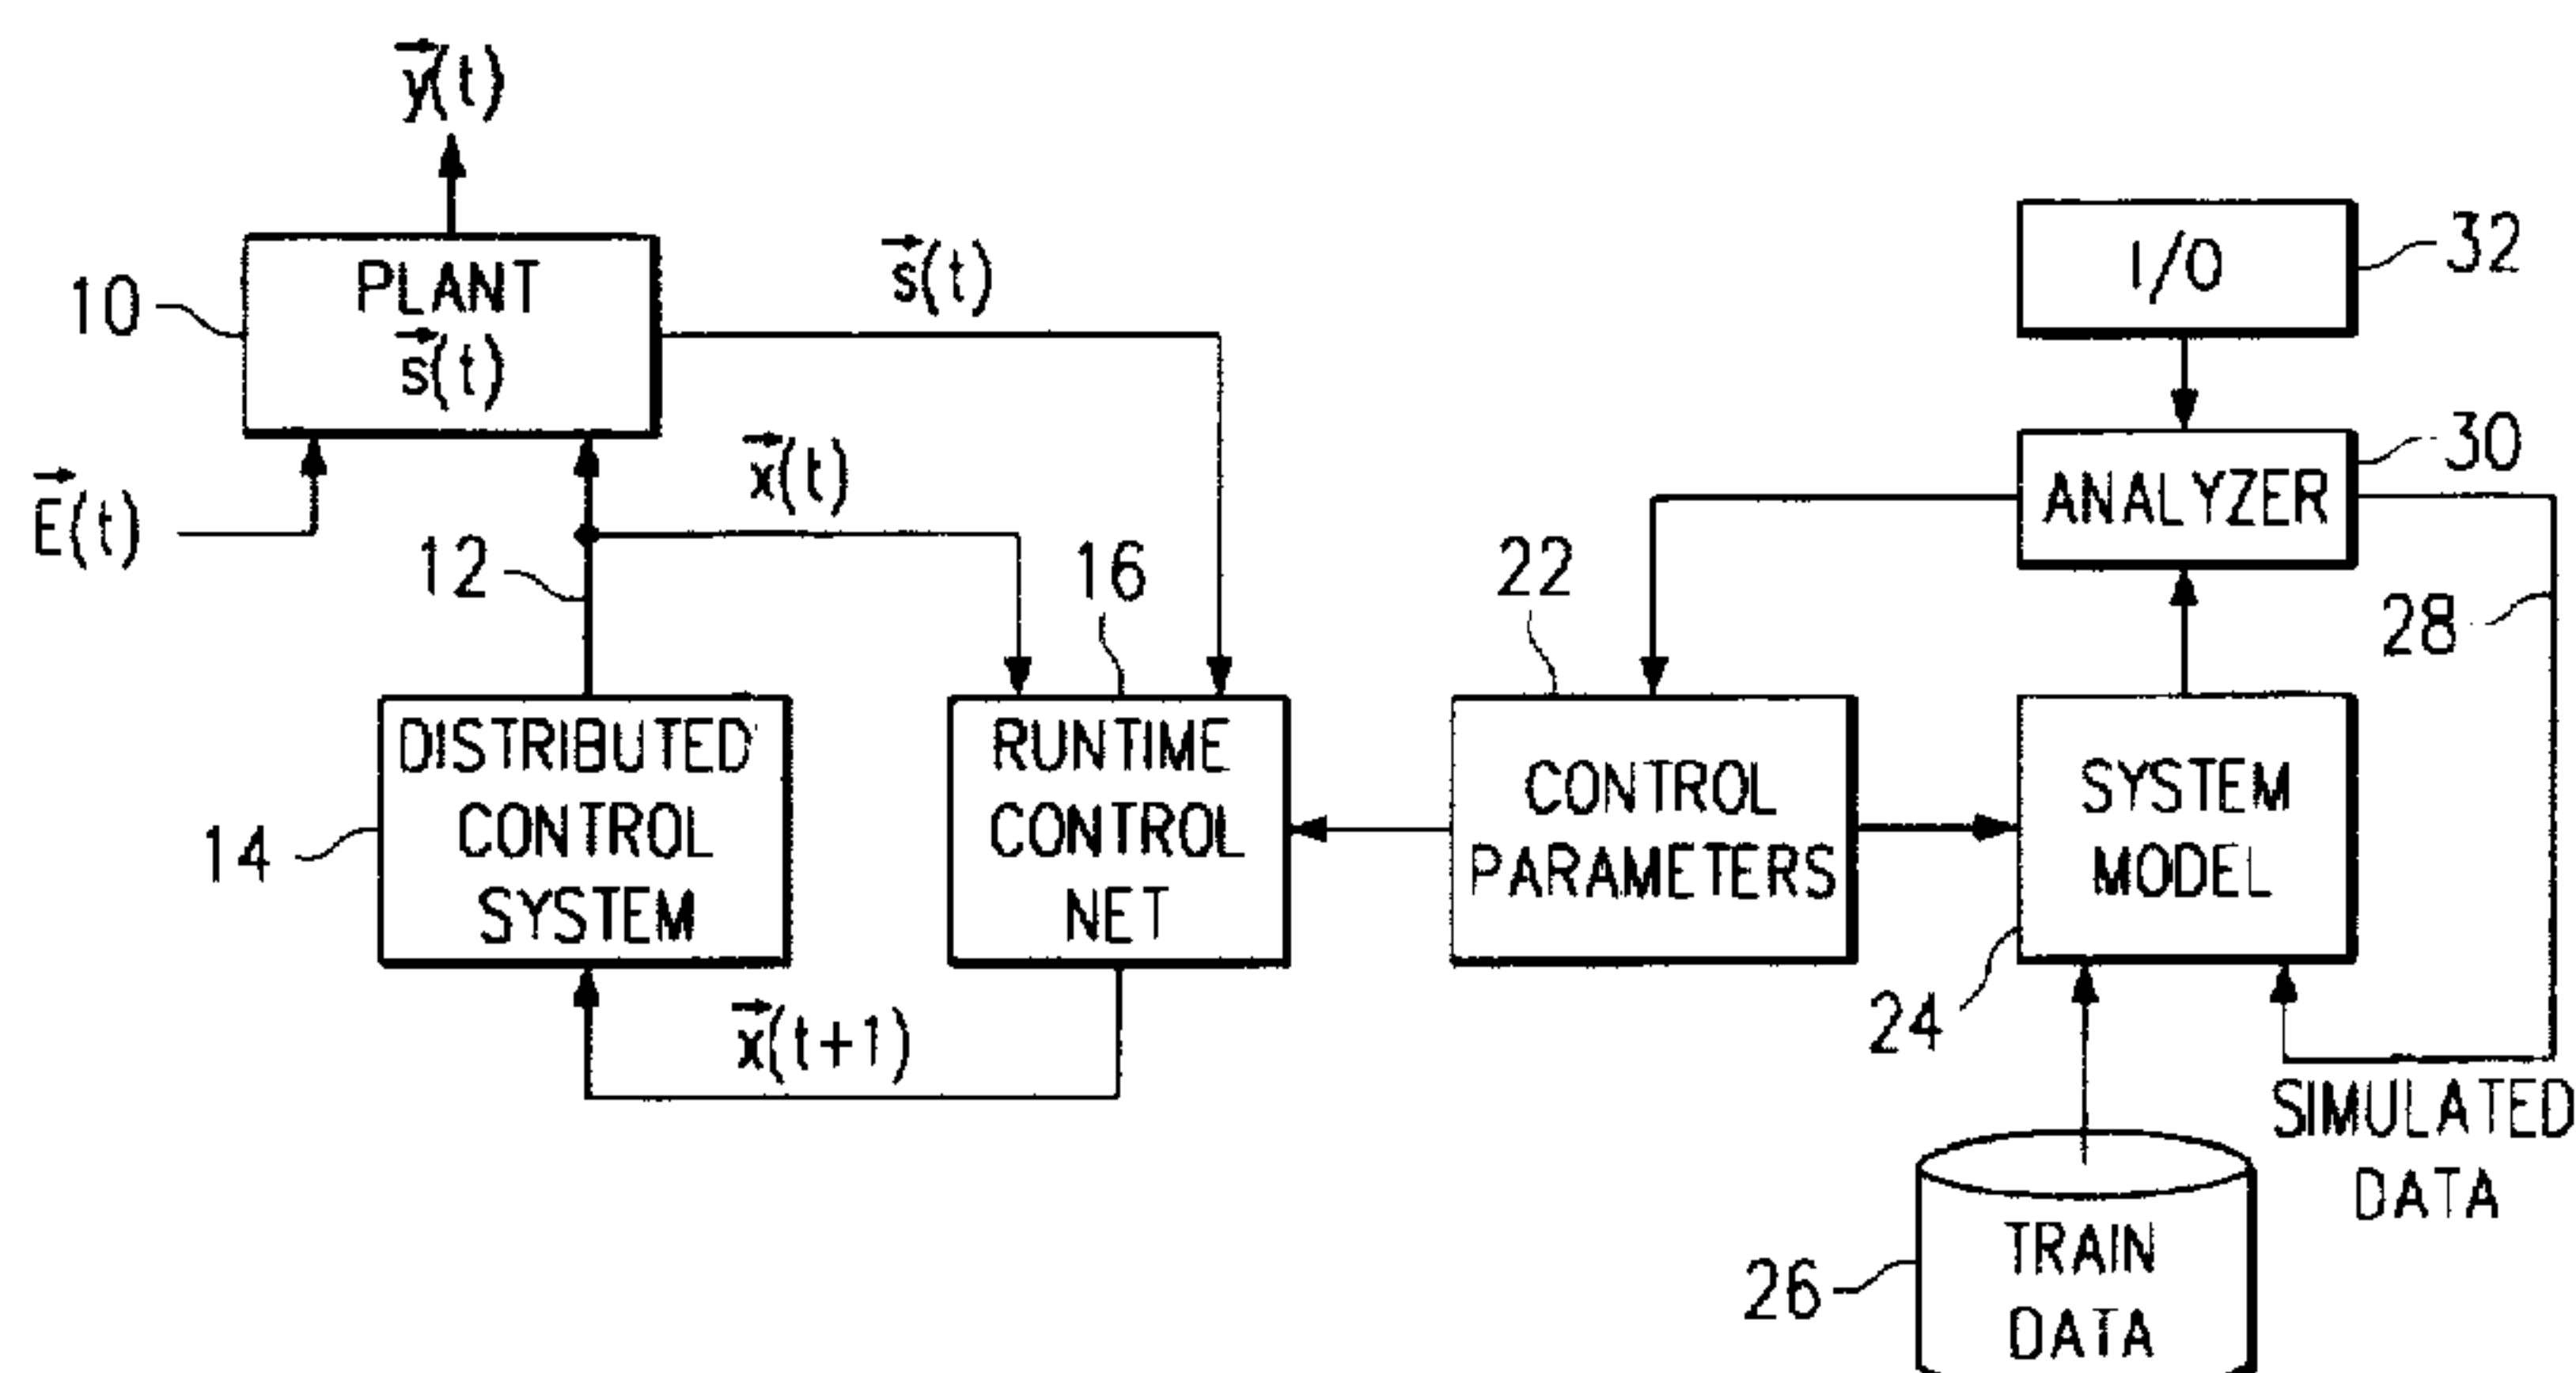 y⃗(t)
10
PLANT
s⃗(t)
s⃗(t)
E⃗(t)
x⃗(t)
12
14
DISTRIBUTED
CONTROL
SYSTEM
16
RUNTIME
CONTROL
NET
x⃗(t+1)
22
CONTROL
PARAMETERS
I/O
32
ANALYZER
30
28
SYSTEM
MODEL
24
SIMULATED
DATA
26
TRAIN
DATA